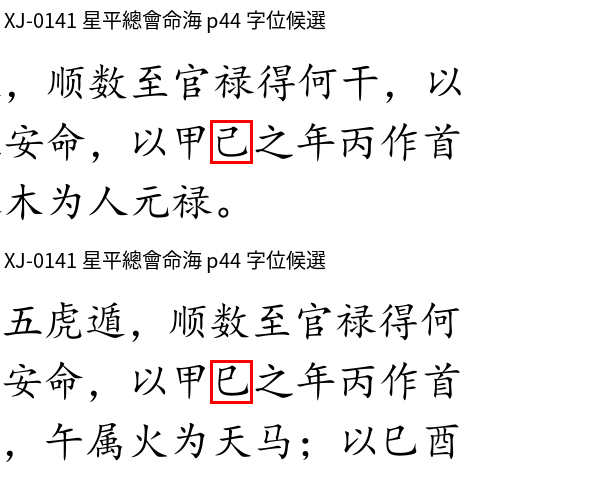 XJ-0141 星平總會命海 p44 字位候選
，顺数至官禄得何干，以
安命，以甲己之年丙作首
木为人元禄。
XJ-0141 星平總會命海 p44 字位候選
五虎遁，顺数至官禄得何
安命，以甲巳之年丙作首
，午属火为天马；以巳酉